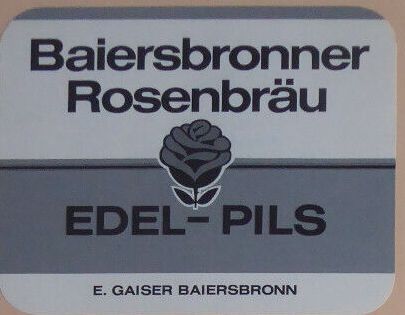 Baiersbronner
Rosenbräu
EDEL-PILS
E. GAISER BAIERSBRONN